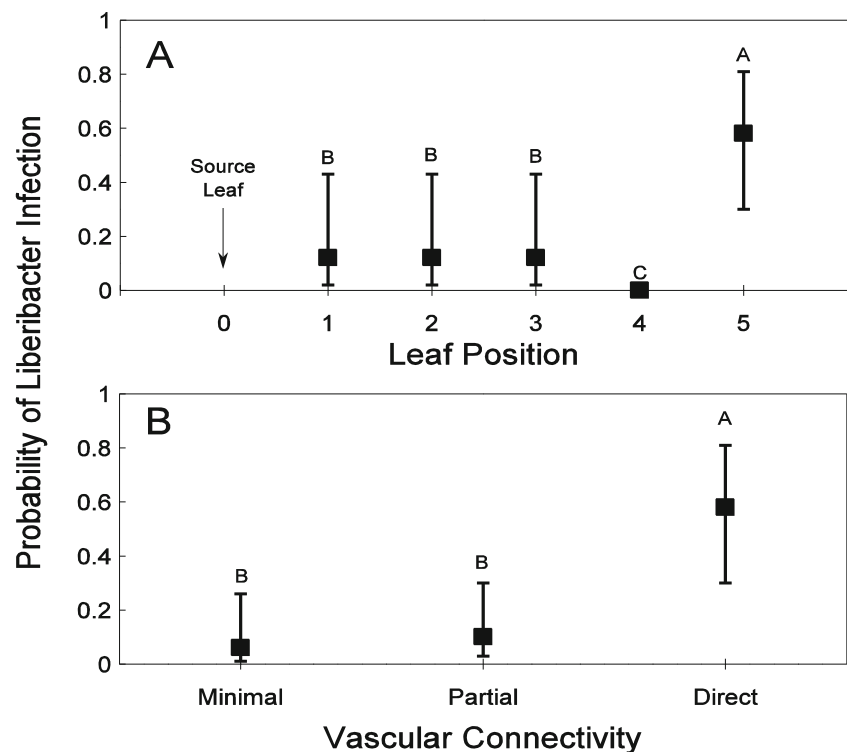 Probability of Liberibacter Infection
A
1
0.8
0.6
0.4
0.2
0
Source
Leaf
B
B
B
C
A
0
1
2
3
4
5
Leaf Position
B
1
0.8
0.6
0.4
0.2
0
B
B
A
Minimal
Partial
Direct
Vascular Connectivity